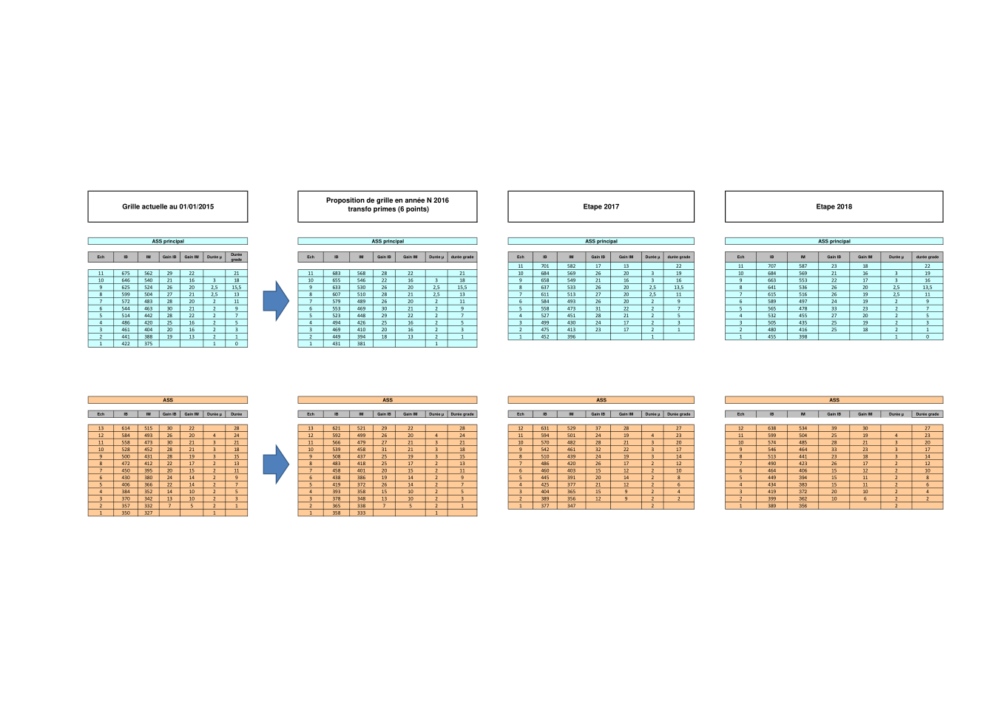 Grille actuelle au 01/01/2015
ASS principal
Ech IB IM Gain IB Gain IM Durée µ Durée grade
11 675 562 29 22 21
10 646 540 21 16 3 18
9 625 524 26 20 2,5 15,5
8 599 504 27 21 2,5 13
7 572 483 28 20 2 11
6 544 463 30 21 2 9
5 514 442 28 22 2 7
4 486 420 25 16 2 5
3 461 404 20 16 2 3
2 441 388 19 13 2 1
1 422 375 1 0
ASS
Ech IB IM Gain IB Gain IM Durée µ Durée
13 614 515 30 22 28
12 584 493 26 20 4 24
11 558 473 30 21 3 21
10 528 452 28 21 3 18
9 500 431 28 19 3 15
8 472 412 22 17 2 13
7 450 395 20 15 2 11
6 430 380 24 14 2 9
5 406 366 22 14 2 7
4 384 352 14 10 2 5
3 370 342 13 10 2 3
2 357 332 7 5 2 1
1 350 327 1
Proposition de grille en année N 2016
transfo primes (6 points)
ASS principal
Ech IB IM Gain IB Gain IM Durée µ durée grade
11 683 568 28 22 21
10 655 546 22 16 3 18
9 633 530 26 20 2,5 15,5
8 607 510 28 21 2,5 13
7 579 489 26 20 2 11
6 553 469 30 21 2 9
5 523 448 29 22 2 7
4 494 426 25 16 2 5
3 469 410 20 16 2 3
2 449 394 18 13 2 1
1 431 381 1
ASS
Ech IB IM Gain IB Gain IM Durée µ Durée grade
13 621 521 29 22 28
12 592 499 26 20 4 24
11 566 479 27 21 3 21
10 539 458 31 21 3 18
9 508 437 25 19 3 15
8 483 418 25 17 2 13
7 458 401 20 15 2 11
6 438 386 19 14 2 9
5 419 372 26 14 2 7
4 393 358 15 10 2 5
3 378 348 13 10 2 3
2 365 338 7 5 2 1
1 358 333 1
Etape 2017
ASS principal
Ech IB IM Gain IB Gain IM Durée µ durée grade
11 701 582 17 13 22
10 684 569 26 20 3 19
9 658 549 21 16 3 16
8 637 533 26 20 2,5 13,5
7 611 513 27 20 2,5 11
6 584 493 26 20 2 9
5 558 473 31 22 2 7
4 527 451 28 21 2 5
3 499 430 24 17 2 3
2 475 413 23 17 2 1
1 452 396 1
ASS
Ech IB IM Gain IB Gain IM Durée µ Durée grade
12 631 529 37 28 27
11 594 501 24 19 4 23
10 570 482 28 21 3 20
9 542 461 32 22 3 17
8 510 439 24 19 3 14
7 486 420 26 17 2 12
6 460 403 15 12 2 10
5 445 391 20 14 2 8
4 425 377 21 12 2 6
3 404 365 15 9 2 4
2 389 356 12 9 2 2
1 377 347 2
Etape 2018
ASS principal
Ech IB IM Gain IB Gain IM Durée µ durée grade
11 707 587 23 18 22
10 684 569 21 16 3 19
9 663 553 22 17 3 16
8 641 536 26 20 2,5 13,5
7 615 516 26 19 2,5 11
6 589 497 24 19 2 9
5 565 478 33 23 2 7
4 532 455 27 20 2 5
3 505 435 25 19 2 3
2 480 416 25 18 2 1
1 455 398 1 0
ASS
Ech IB IM Gain IB Gain IM Durée µ Durée grade
12 638 534 39 30 27
11 599 504 25 19 4 23
10 574 485 28 21 3 20
9 546 464 33 23 3 17
8 513 441 23 18 3 14
7 490 423 26 17 2 12
6 464 406 15 12 2 10
5 449 394 15 11 2 8
4 434 383 15 11 2 6
3 419 372 20 10 2 4
2 399 362 10 6 2 2
1 389 356 2